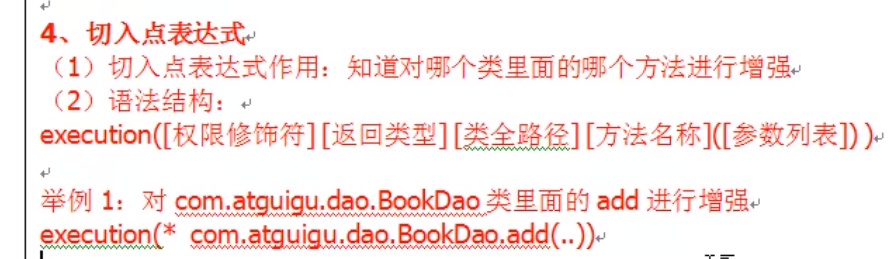 4、切入点表达式
（1）切入点表达式作用：知道对哪个类里面的哪个方法进行增强
（2）语法结构：
execution([权限修饰符][返回类型][类全路径][方法名称]([参数列表]) )
举例 1：对 com.atguigu.dao.BookDao 类里面的 add 进行增强
execution(* com.atguigu.dao.BookDao.add(..))